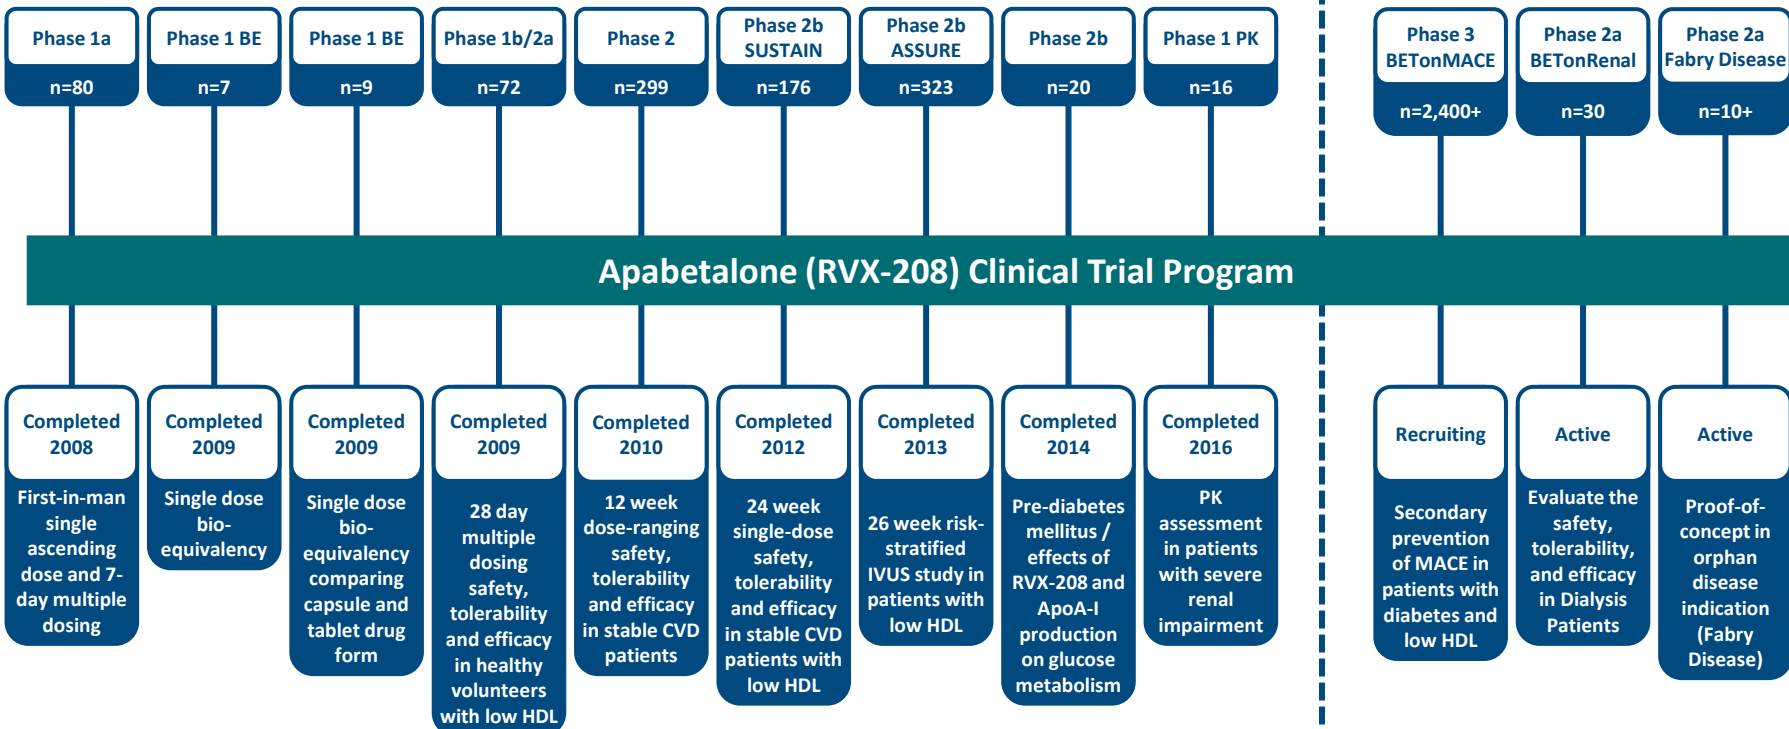 Phase 1a
n=80
Phase 1 BE
n=7
Phase 1 BE
n=9
Phase 1b/2a
n=72
Phase 2
n=299
Phase 2b
SUSTAIN
n=176
Phase 2b
ASSURE
n=323
Phase 2b
n=20
Phase 1 PK
n=16
Phase 3
BETonMACE
n=2,400+
Phase 2a
BETonRenal
n=30
Phase 2a
Fabry Disease
n=10+
Apabetalone (RVX-208) Clinical Trial Program
Completed
2008
First-in-man
single
ascending
dose and 7-
day multiple
dosing
Completed
2009
Single dose
bio-
equivalency
Completed
2009
Single dose
bio-
equivalency
comparing
capsule and
tablet drug
form
Completed
2009
28 day
multiple
dosing
safety,
tolerability
and efficacy
in healthy
volunteers
with low HDL
Completed
2010
12 week
dose-ranging
safety,
tolerability
and efficacy
in stable CVD
patients
Completed
2012
24 week
single-dose
safety,
tolerability
and efficacy
in stable CVD
patients with
low HDL
Completed
2013
26 week risk-
stratified
IVUS study in
patients with
low HDL
Completed
2014
Pre-diabetes
mellitus /
effects of
RVX-208 and
ApoA-I
production
on glucose
metabolism
Completed
2016
PK
assessment
in patients
with severe
renal
impairment
Recruiting
Secondary
prevention
of MACE in
patients with
diabetes and
low HDL
Active
Evaluate the
safety,
tolerability,
and efficacy
in Dialysis
Patients
Active
Proof-of-
concept in
orphan
disease
indication
(Fabry
Disease)